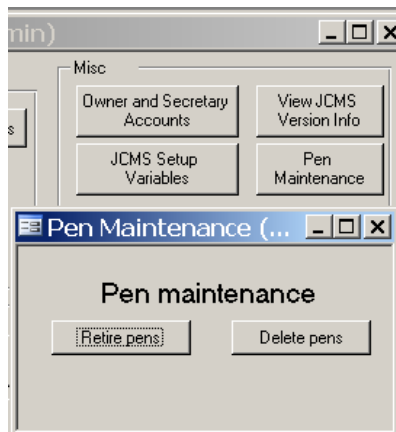 min)
Misc
Owner and Secretary
Accounts
View JCMS
Version Info
s
JCMS Setup
Variables
Pen
Maintenance
Pen Maintenance (...
Pen maintenance
Retire pens
Delete pens